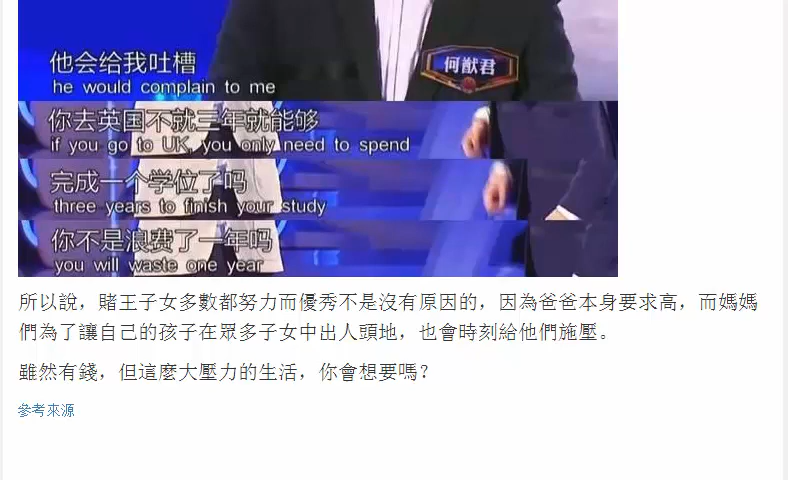 他会给我吐槽
he would complain to me
何猷君
你去英国不就三年就能够
if you go to UK, you only need to spend
完成一个学位了吗
three years to finish your study
你不是浪费了一年吗
you will waste one year
所以說，賭王子女多數都努力而優秀不是沒有原因的，因為爸爸本身要求高，而媽媽
們為了讓自己的孩子在眾多子女中出人頭地，也會時刻給他們施壓。
雖然有錢，但這麼大壓力的生活，你會想要嗎？
參考來源